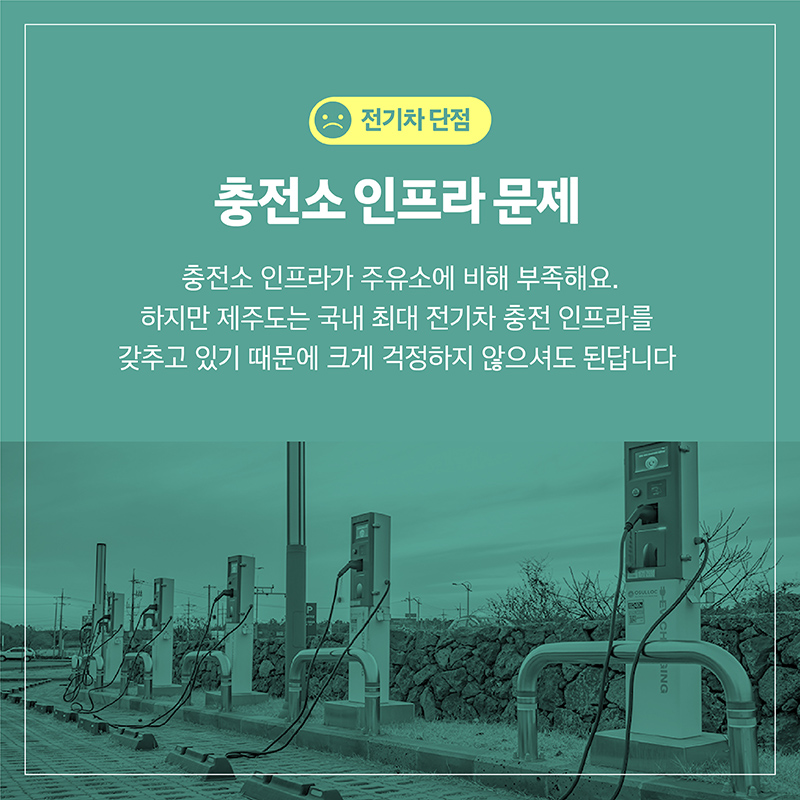 전기차 단점
충전소 인프라 문제
충전소 인프라가 주유소에 비해 부족해요.
하지만 제주도는 국내 최대 전기차 충전 인프라를
갖추고 있기 때문에 크게 걱정하지 않으셔도 된답니다
P
OSULLOC